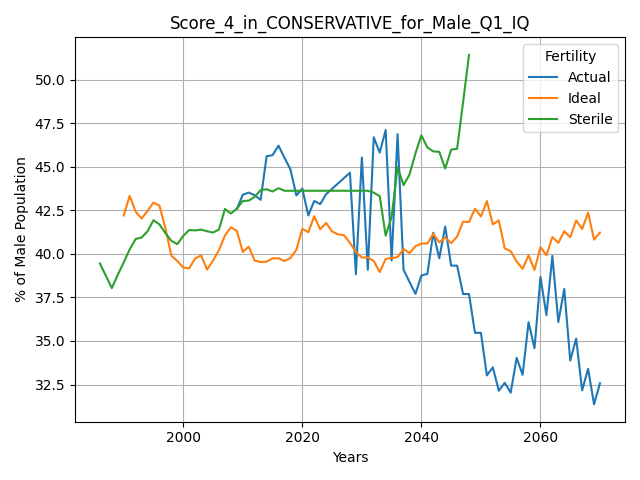 Score_4_in_CONSERVATIVE_for_Male_Q1_IQ
% of Male Population
50.0
47.5
45.0
42.5
40.0
37.5
35.0
32.5
Fertility
Actual
Ideal
Sterile
2000
2020
2040
2060
Years